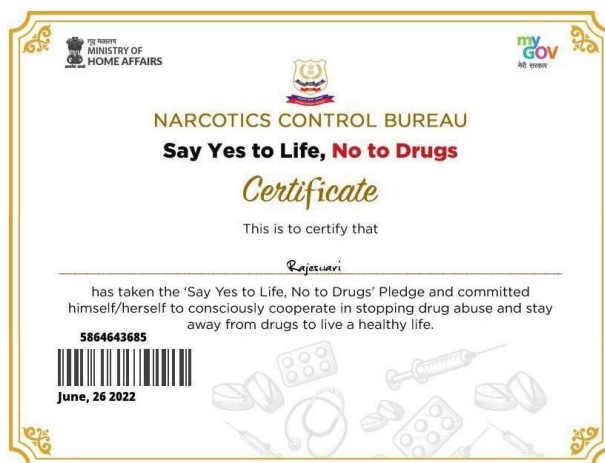 गृह मंत्रालय
MINISTRY OF
HOME AFFAIRS
my
GOV
मेरी सरकार
NARCOTICS CONTROL BUREAU
Say Yes to Life, No to Drugs
Certificate
This is to certify that
Rajeswari
has taken the ‘Say Yes to Life, No to Drugs’ Pledge and committed
himself/herself to consciously cooperate in stopping drug abuse and stay
away from drugs to live a healthy life.
5864643685
June, 26 2022